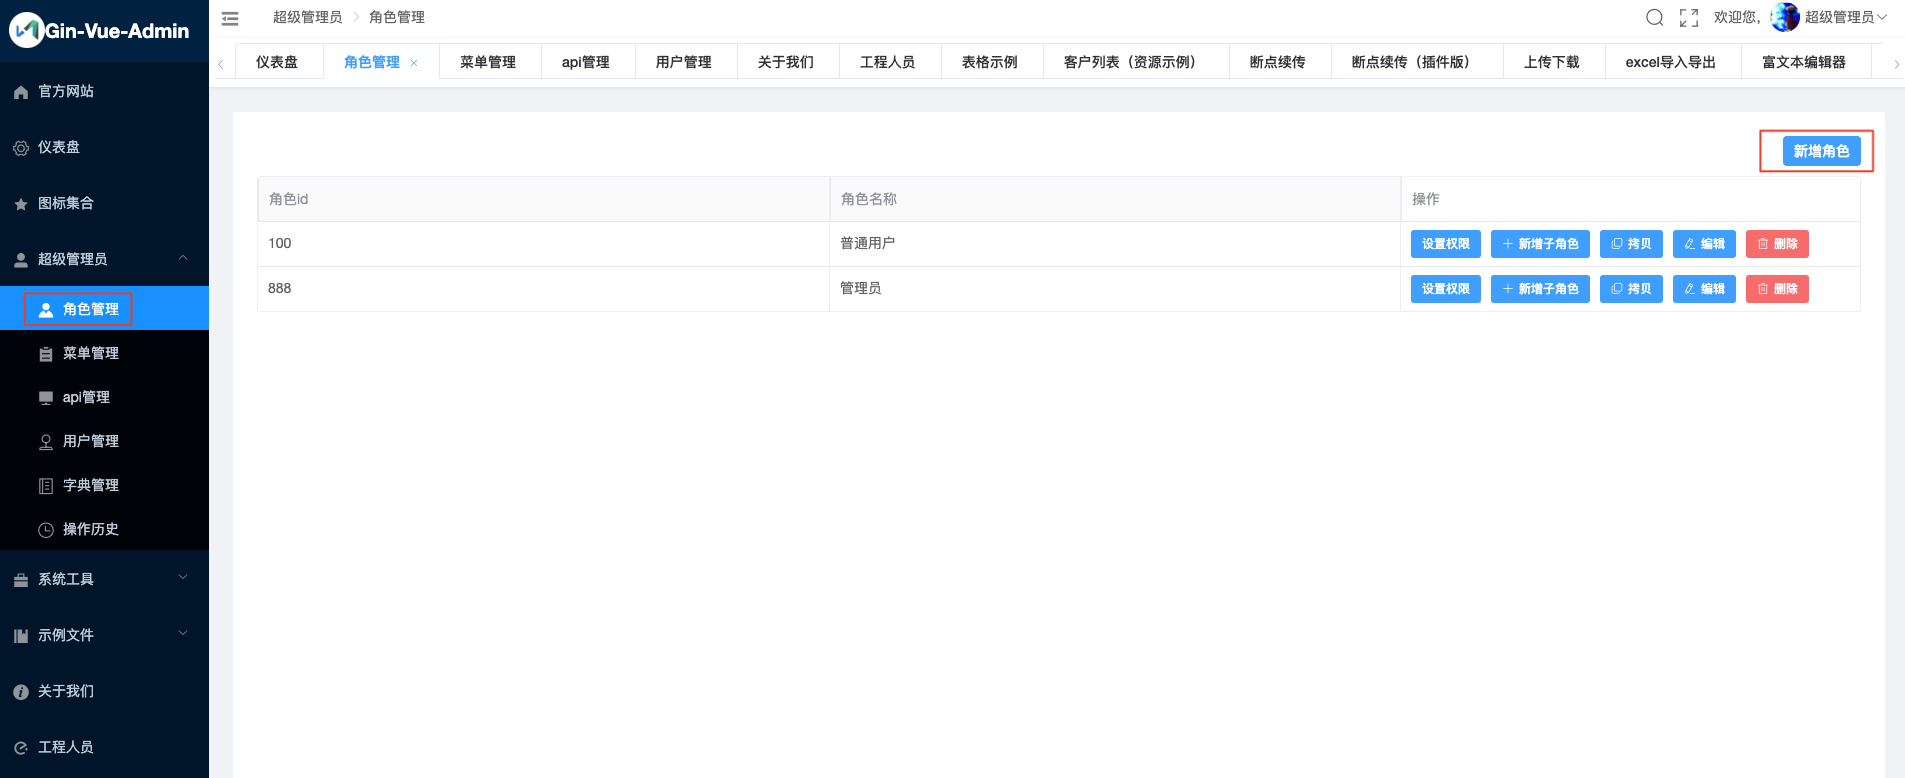 Gin-Vue-Admin
官方网站
仪表盘
图标集合
超级管理员
角色管理
菜单管理
api管理
用户管理
字典管理
操作历史
系统工具
示例文件
关于我们
工程人员
超级管理员 角色管理
欢迎您, 超级管理员
仪表盘 角色管理 菜单管理 api管理 用户管理 关于我们 工程人员 表格示例 客户列表（资源示例） 断点续传 断点续传（插件版） 上传下载 excel导入导出 富文本编辑器
新增角色
角色id 角色名称 操作
100 普通用户 设置权限 新增子角色 拷贝 编辑 删除
888 管理员 设置权限 新增子角色 拷贝 编辑 删除